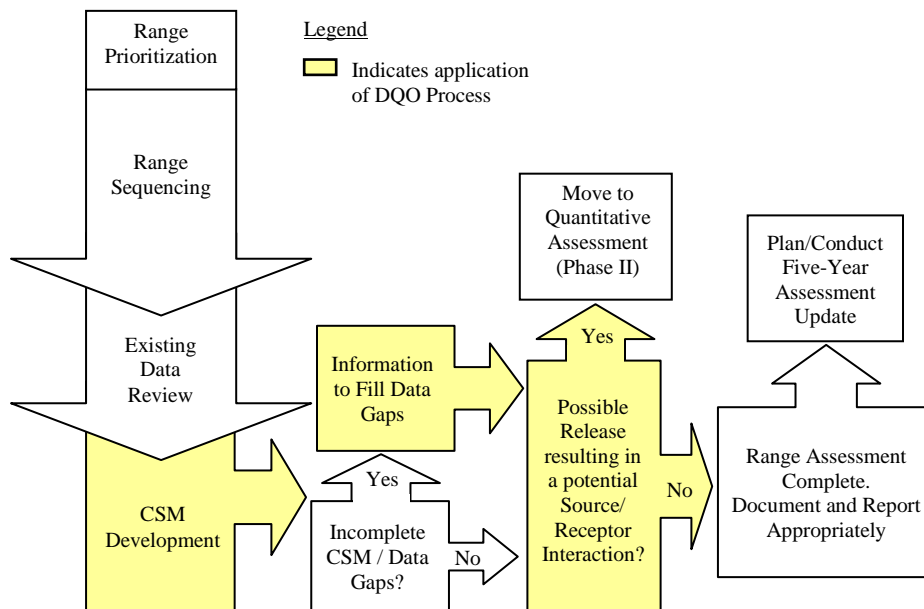 Range
Prioritization
Legend
Indicates application
of DQO Process
Range
Sequencing
Existing
Data
Review
CSM
Development
Information
to Fill Data
Gaps
Yes
Incomplete
CSM / Data
Gaps?
No
Move to
Quantitative
Assessment
(Phase II)
Yes
Possible
Release
resulting in
a potential
Source/
Receptor
Interaction?
No
Plan/Conduct
Five-Year
Assessment
Update
Range Assessment
Complete.
Document and Report
Appropriately